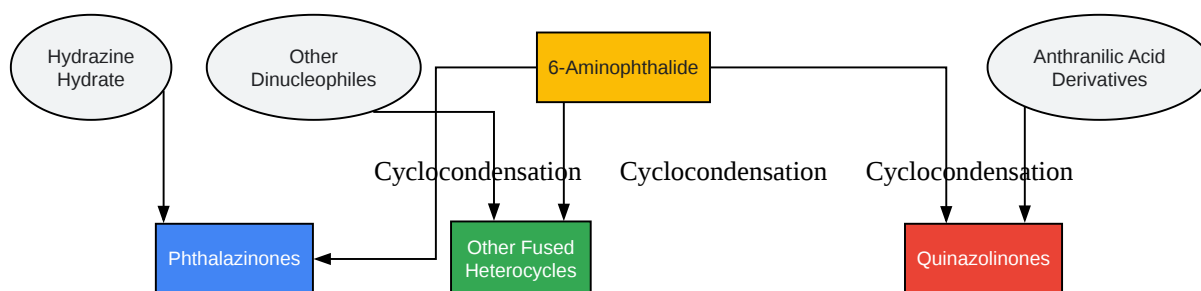 Hydrazine
Hydrate
Other
Dinucleophiles
6-Aminophthalide
Anthranilic Acid
Derivatives
Cyclocondensation
Cyclocondensation
Cyclocondensation
Phthalazinones
Other Fused
Heterocycles
Quinazolinones